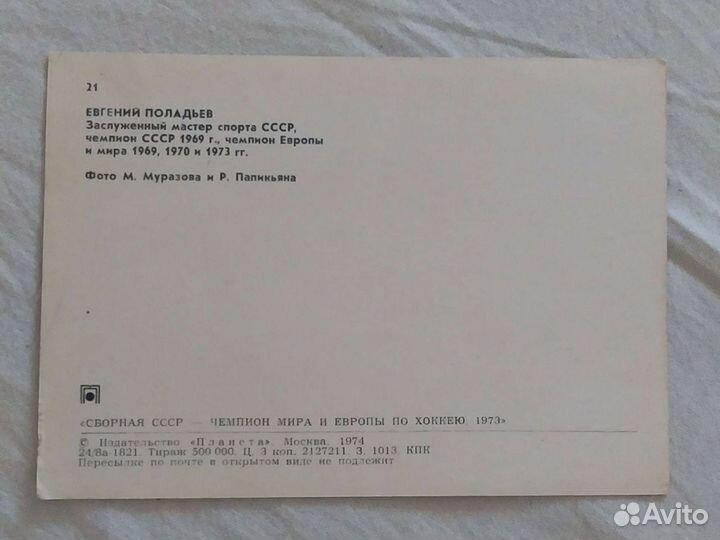 21
ЕВГЕНИЙ ПОЛАДЬЕВ
Заслуженный мастер спорта СССР,
чемпион СССР 1969 г., чемпион Европы
и мира 1969, 1970 и 1973 гг.
Фото М. Муразова и Р. Папикьяна
«СБОРНАЯ СССР — ЧЕМПИОН МИРА И ЕВРОПЫ ПО ХОККЕЮ, 1973»
© Издательство «Планета». Москва. 1974
24/8а-1821. Тираж 500 000. Ц. 3 коп. 2127211. З. 1013. КПК
Пересылке по почте в открытом виде не подлежит
Avito